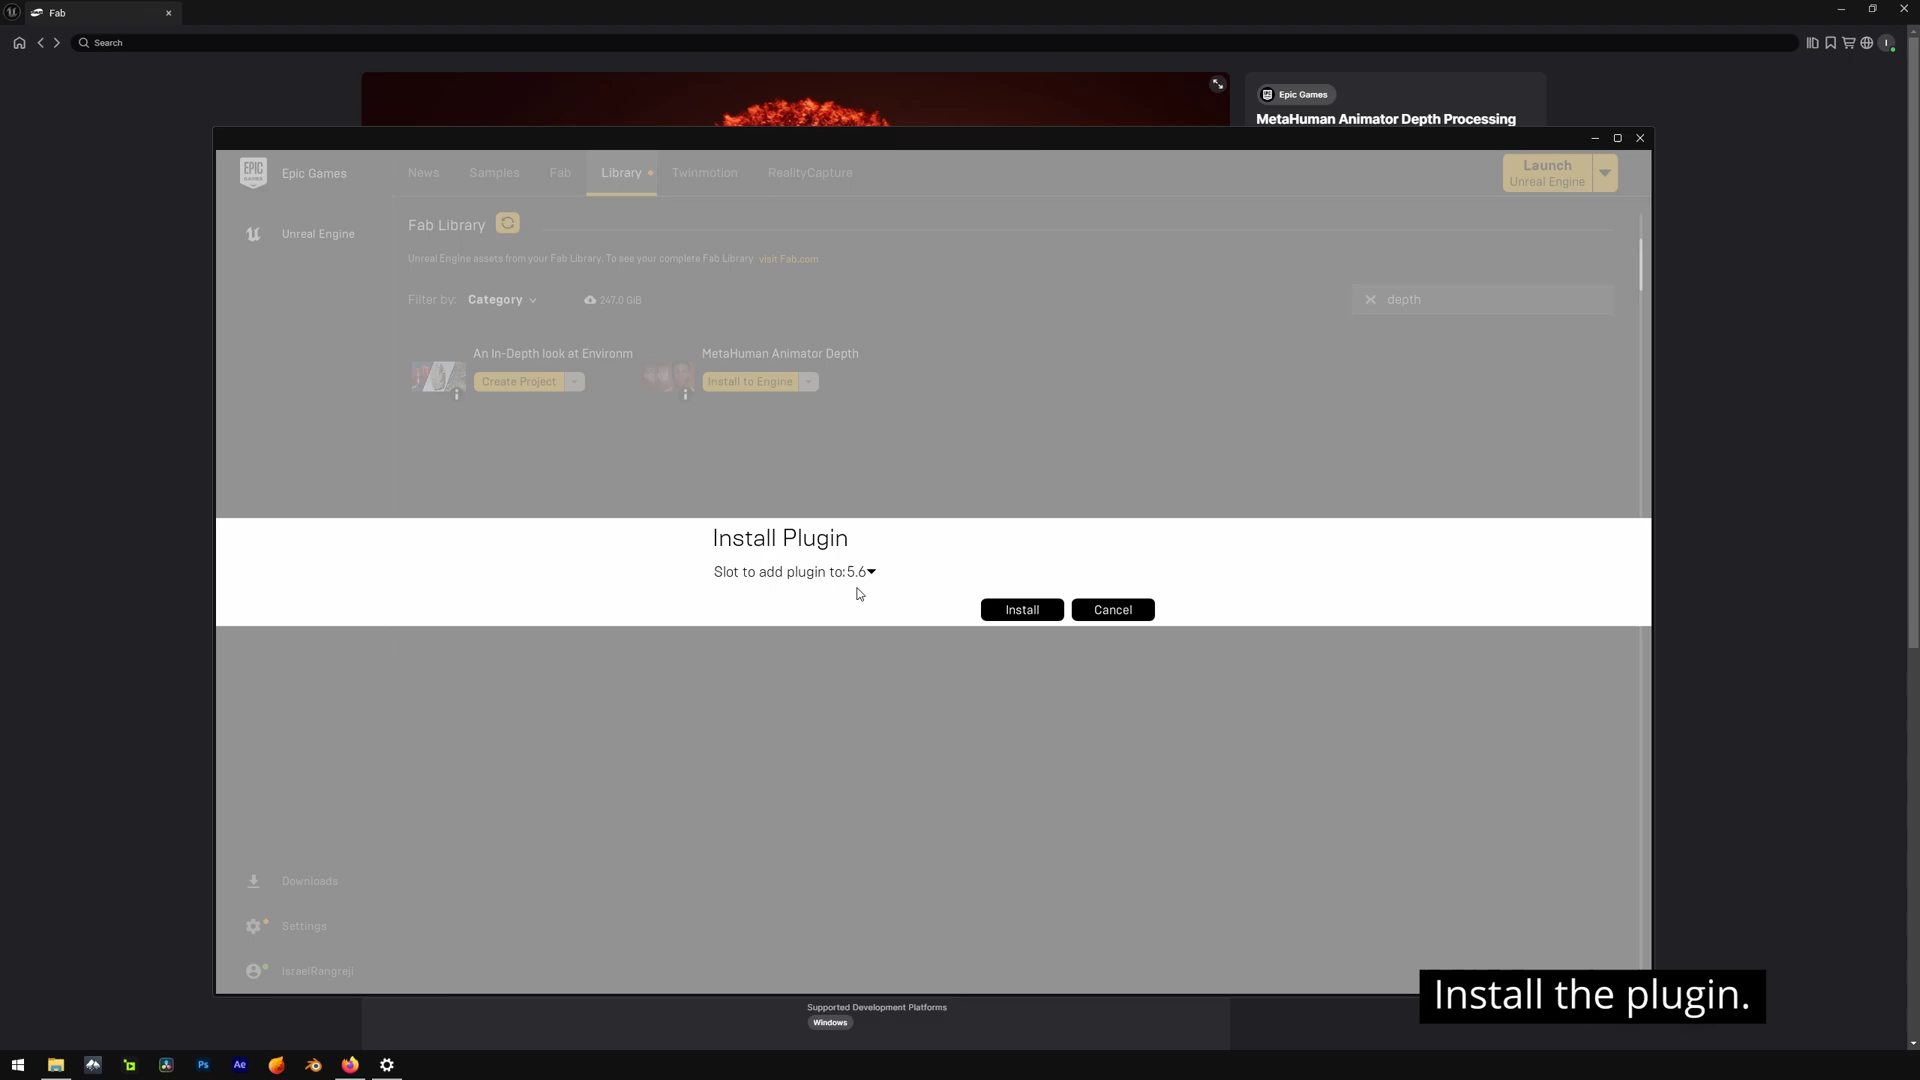 Fab
Search
I
Epic Games
MetaHuman Animator Depth Processing
EPIC
GAMES
Epic Games
News
Samples
Fab
Library
Twinmotion
RealityCapture
Launch
Unreal Engine
Unreal Engine
Fab Library
Unreal Engine assets from your Fab Library. To see your complete Fab Library visit Fab.com
Filter by: Category
247.0 GiB
depth
An In-Depth look at Environm
Create Project
MetaHuman Animator Depth
Install to Engine
Install Plugin
Slot to add plugin to: 5.6
Install
Cancel
Downloads
Settings
IsraelRangreji
Supported Development Platforms
Windows
Install the plugin.
Ps
Ae